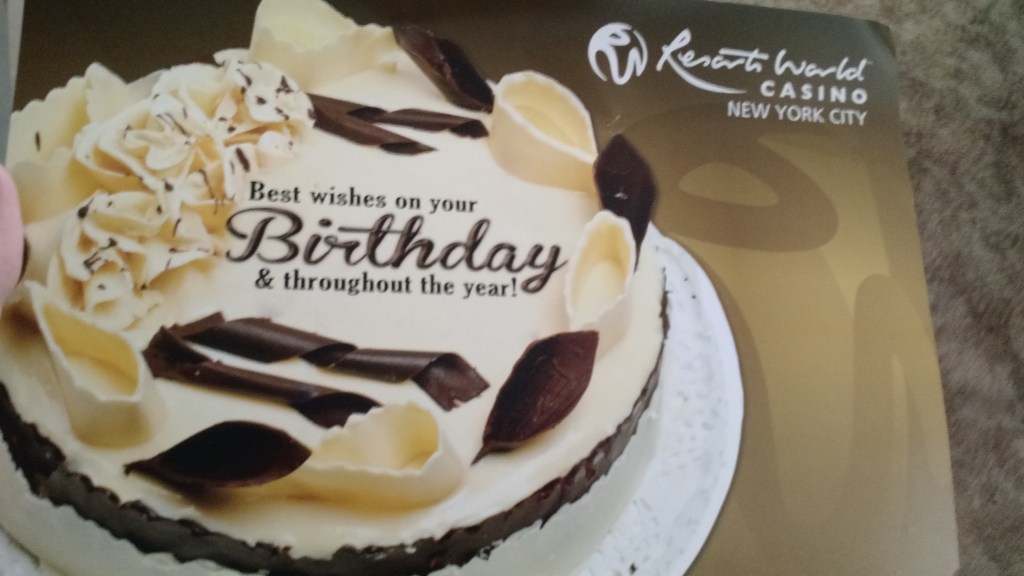 Resorts World
CASINO
NEW YORK CITY
Best wishes on your
Birthday
& throughout the year!